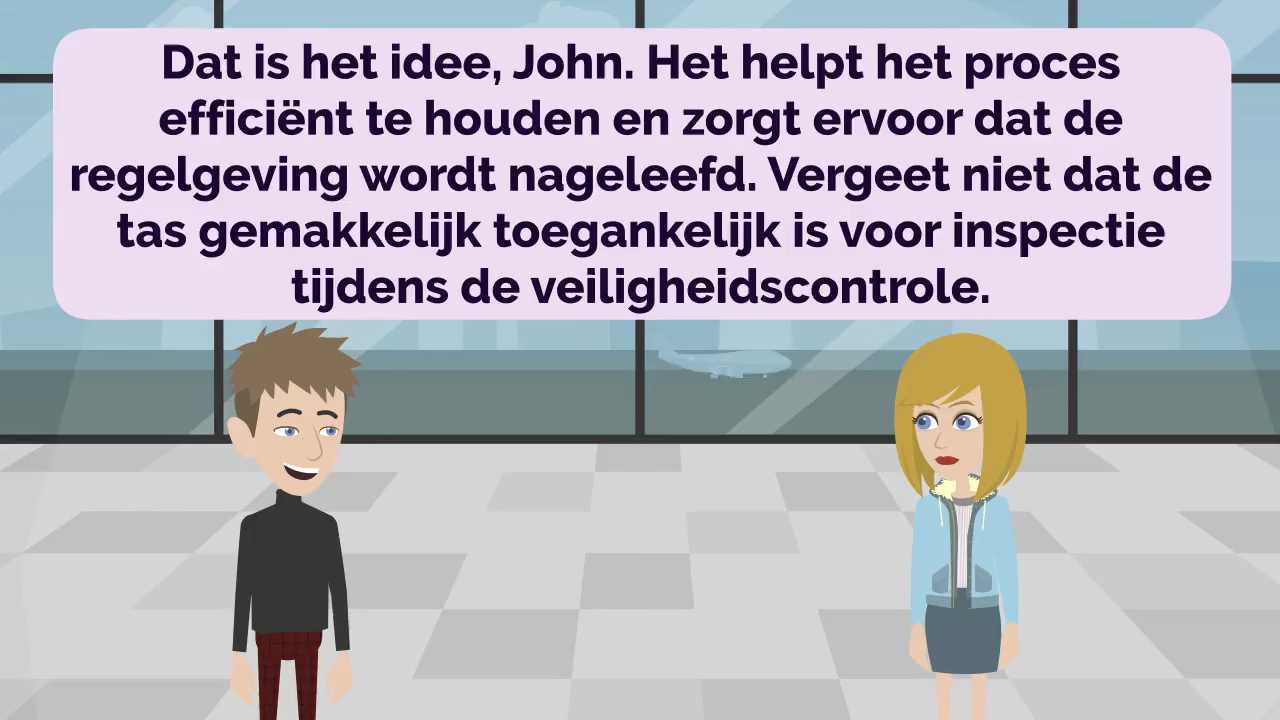 Dat is het idee, John. Het helpt het proces
efficiënt te houden en zorgt ervoor dat de
regelgeving wordt nageleefd. Vergeet niet dat de
tas gemakkelijk toegankelijk is voor inspectie
tijdens de veiligheidscontrole.